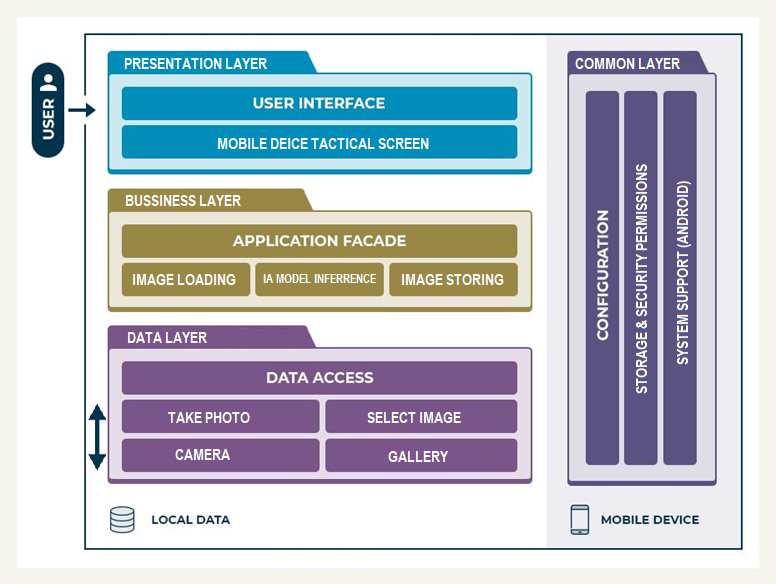 USER
PRESENTATION LAYER
USER INTERFACE
MOBILE DEICE TACTICAL SCREEN
BUSSINESS LAYER
APPLICATION FACADE
IMAGE LOADING
IA MODEL INFERRENCE
IMAGE STORING
DATA LAYER
DATA ACCESS
TAKE PHOTO
SELECT IMAGE
CAMERA
GALLERY
LOCAL DATA
COMMON LAYER
CONFIGURATION
STORAGE & SECURITY PERMISSIONS
SYSTEM SUPPORT (ANDROID)
MOBILE DEVICE